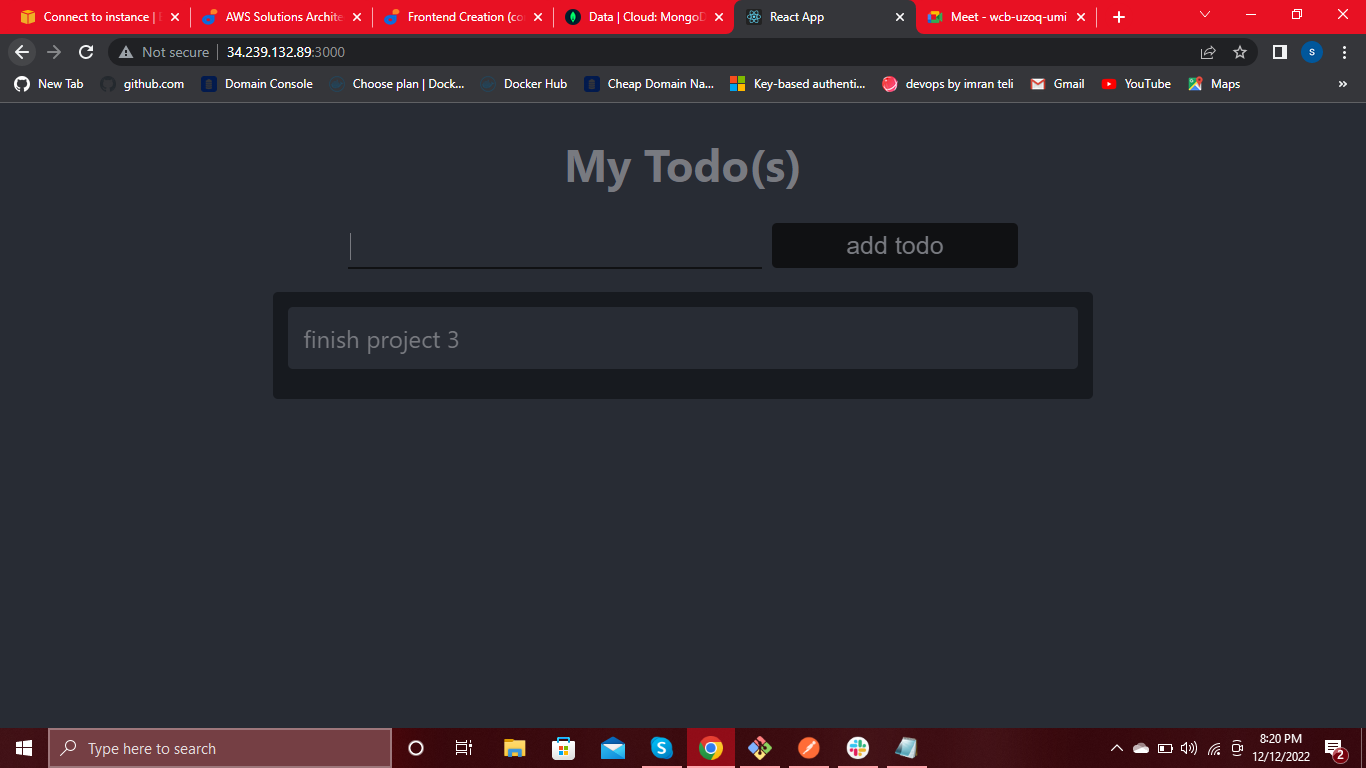 Connect to instance | E
AWS Solutions Archite
Frontend Creation (co
Data | Cloud: MongoD
React App
Meet - wcb-uzoq-umi
Not secure
34.239.132.89:3000
s
New Tab
github.com
Domain Console
Choose plan | Dock...
Docker Hub
Cheap Domain Na...
Key-based authenti...
devops by imran teli
Gmail
YouTube
Maps
»
My Todo(s)
add todo
finish project 3
Type here to search
8:20 PM
12/12/2022
2